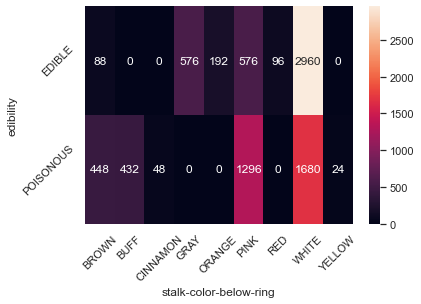 EDIBLE
88 0 0 576 192 576 96 2960 0
POISONOUS
448 432 48 0 0 1296 0 1680 24
edibility
BROWN
BUFF
CINNAMON
GRAY
ORANGE
PINK
RED
WHITE
YELLOW
stalk-color-below-ring
2500
2000
1500
1000
500
0